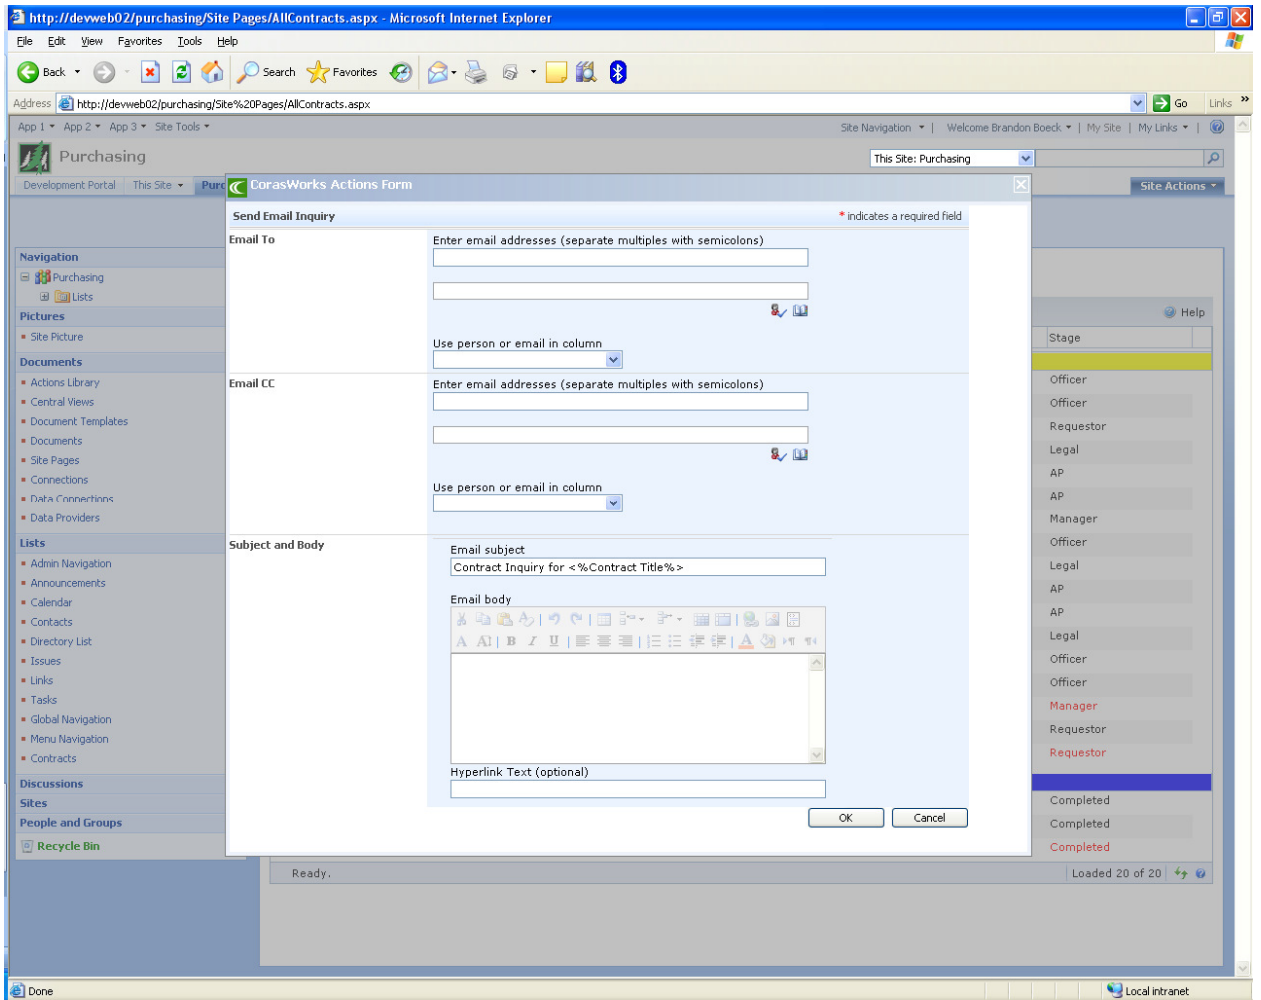 http://devweb02/purchasing/Site Pages/AllContracts.aspx - Microsoft Internet Explorer
File Edit View Favorites Tools Help
Back Search Favorites
Address http://devweb02/purchasing/Site%20Pages/AllContracts.aspx Go Links »
App 1 App 2 App 3 Site Tools Site Navigation | Welcome Brandon Boeck | My Site | My Links |
Purchasing This Site: Purchasing
Development Portal This Site Purc Site Actions
CorasWorks Actions Form
Send Email Inquiry * indicates a required field
Email To
Enter email addresses (separate multiples with semicolons)
Use person or email in column
Email CC
Enter email addresses (separate multiples with semicolons)
Use person or email in column
Subject and Body
Email subject
Contract Inquiry for <%Contract Title%>
Email body
Hyperlink Text (optional)
OK Cancel
Navigation
Purchasing
Lists
Pictures
Site Picture
Documents
Actions Library
Central Views
Document Templates
Documents
Site Pages
Connections
Data Connections
Data Providers
Lists
Admin Navigation
Announcements
Calendar
Contacts
Directory List
Issues
Links
Tasks
Global Navigation
Menu Navigation
Contracts
Discussions
Sites
People and Groups
Recycle Bin
Help
Stage
Officer
Officer
Requestor
Legal
AP
AP
Manager
Officer
Legal
AP
AP
Legal
Officer
Officer
Manager
Requestor
Requestor
Completed
Completed
Completed
Ready. Loaded 20 of 20
Done Local intranet